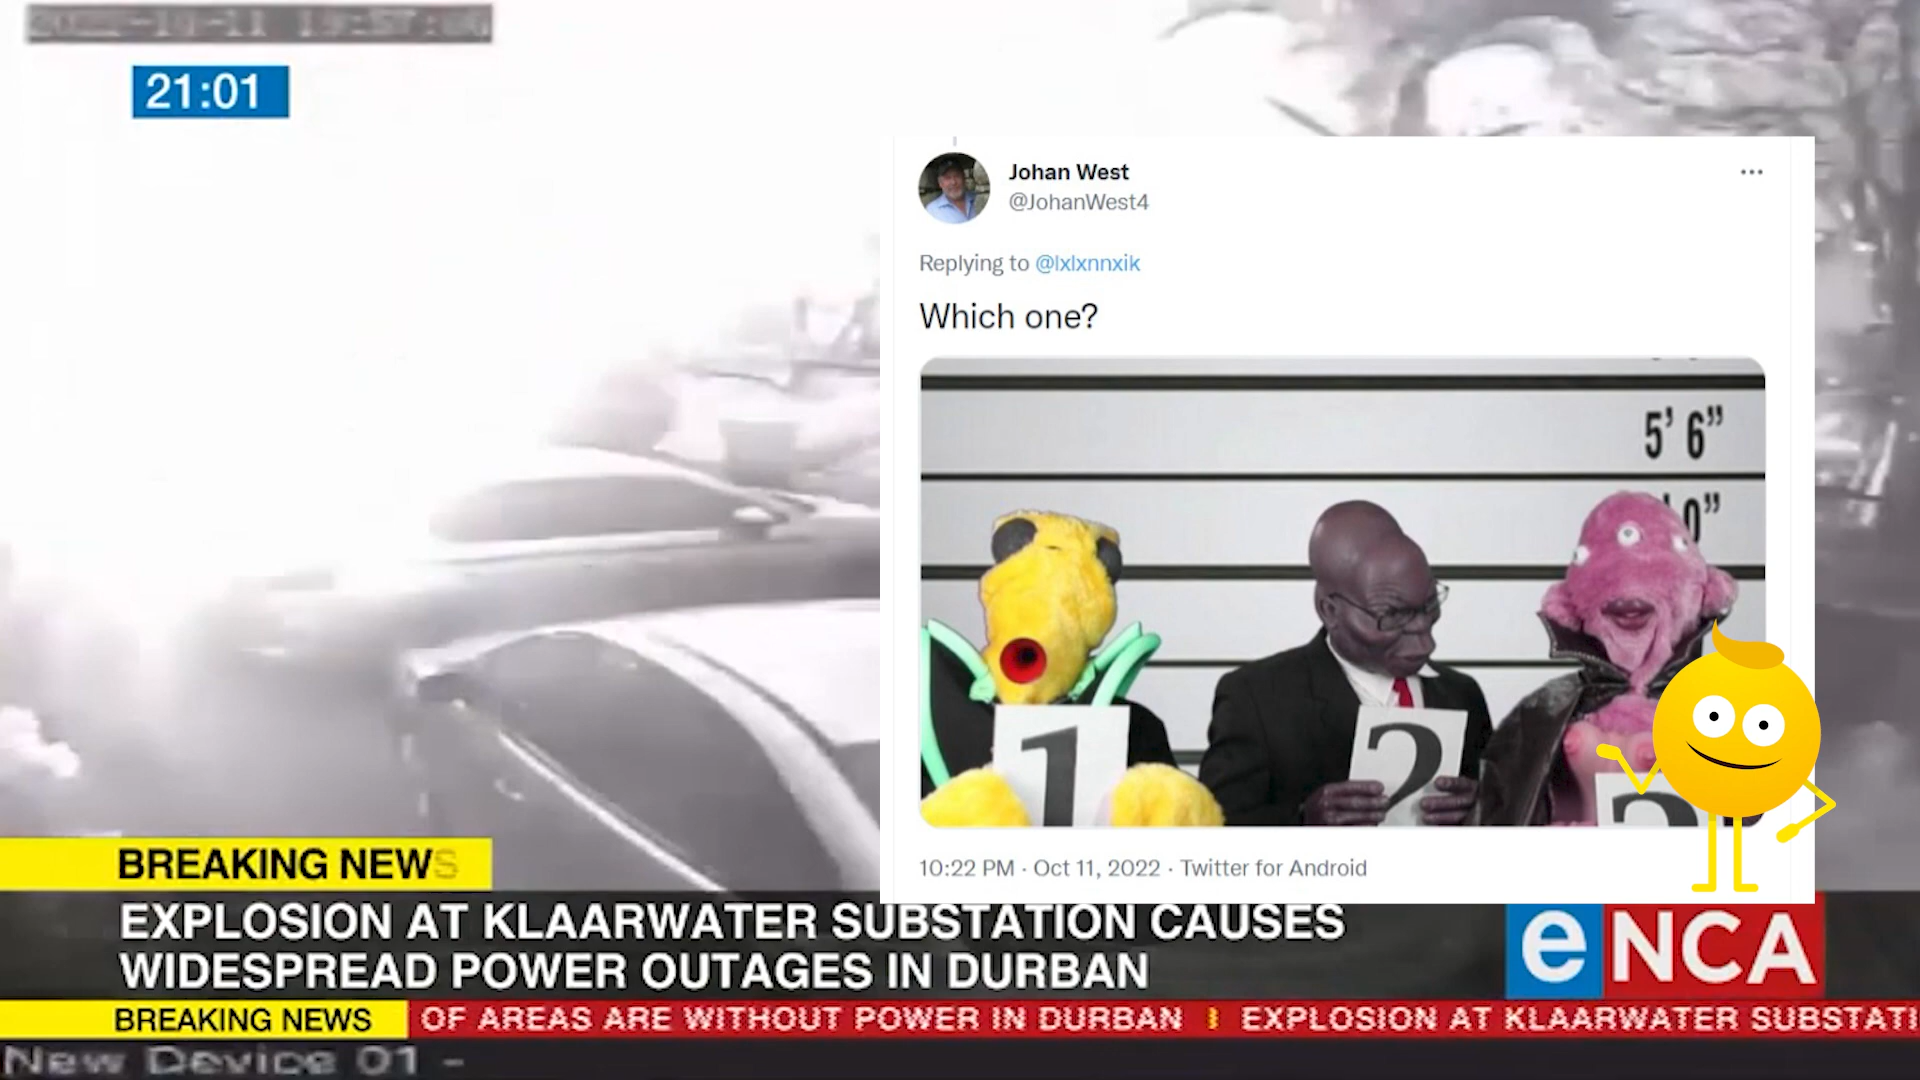 21:01
Johan West
@JohanWest4
Replying to @lxlxnnxik
Which one?
5' 6"
0"
1
2
10:22 PM · Oct 11, 2022 · Twitter for Android
BREAKING NEWS
EXPLOSION AT KLAARWATER SUBSTATION CAUSES
WIDESPREAD POWER OUTAGES IN DURBAN
eNCA
BREAKING NEWS OF AREAS ARE WITHOUT POWER IN DURBAN EXPLOSION AT KLAARWATER SUBSTATI
New Device 01 -